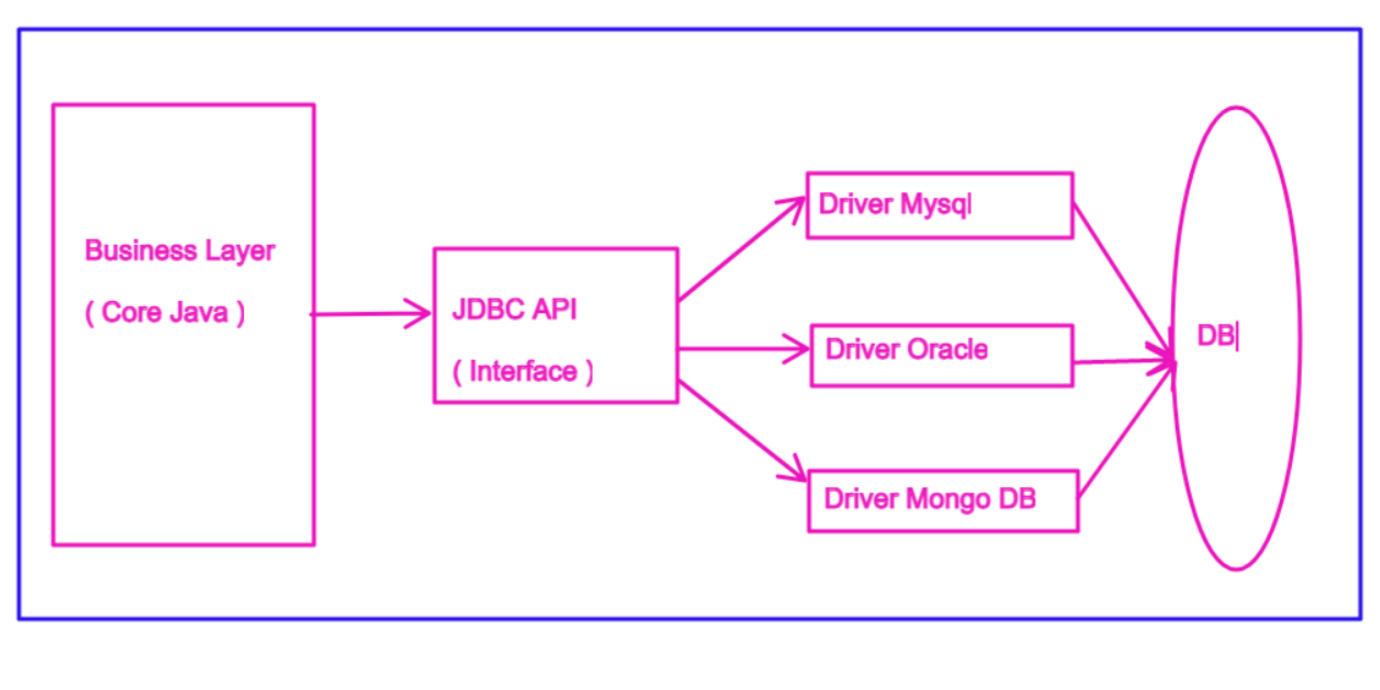 Business Layer
( Core Java )
JDBC API
( Interface )
Driver Mysql
Driver Oracle
Driver Mongo DB
DB